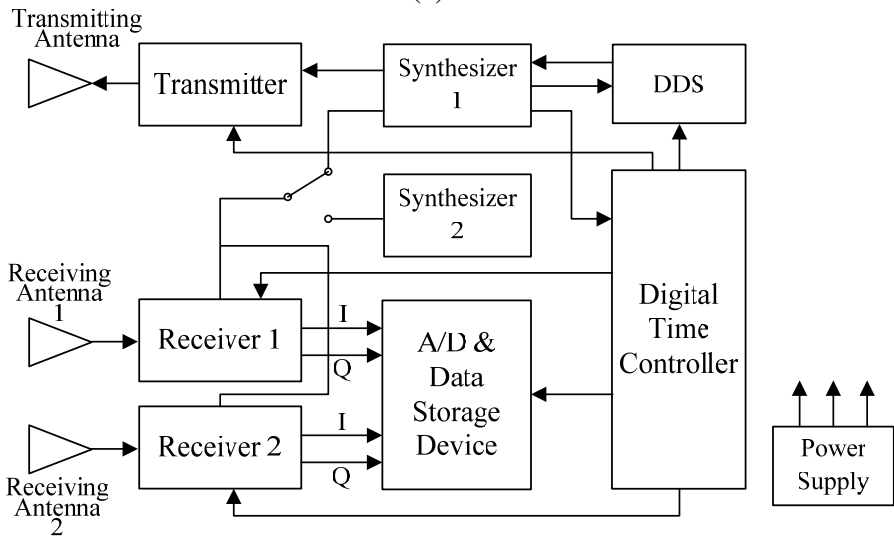 Transmitting
Antenna
Transmitter
Synthesizer
1
DDS
Synthesizer
2
Receiving
Antenna
1
Receiver 1
I
Q
A/D &
Data
Storage
Device
Digital
Time
Controller
Receiver 2
I
Q
Receiving
Antenna
2
Power
Supply